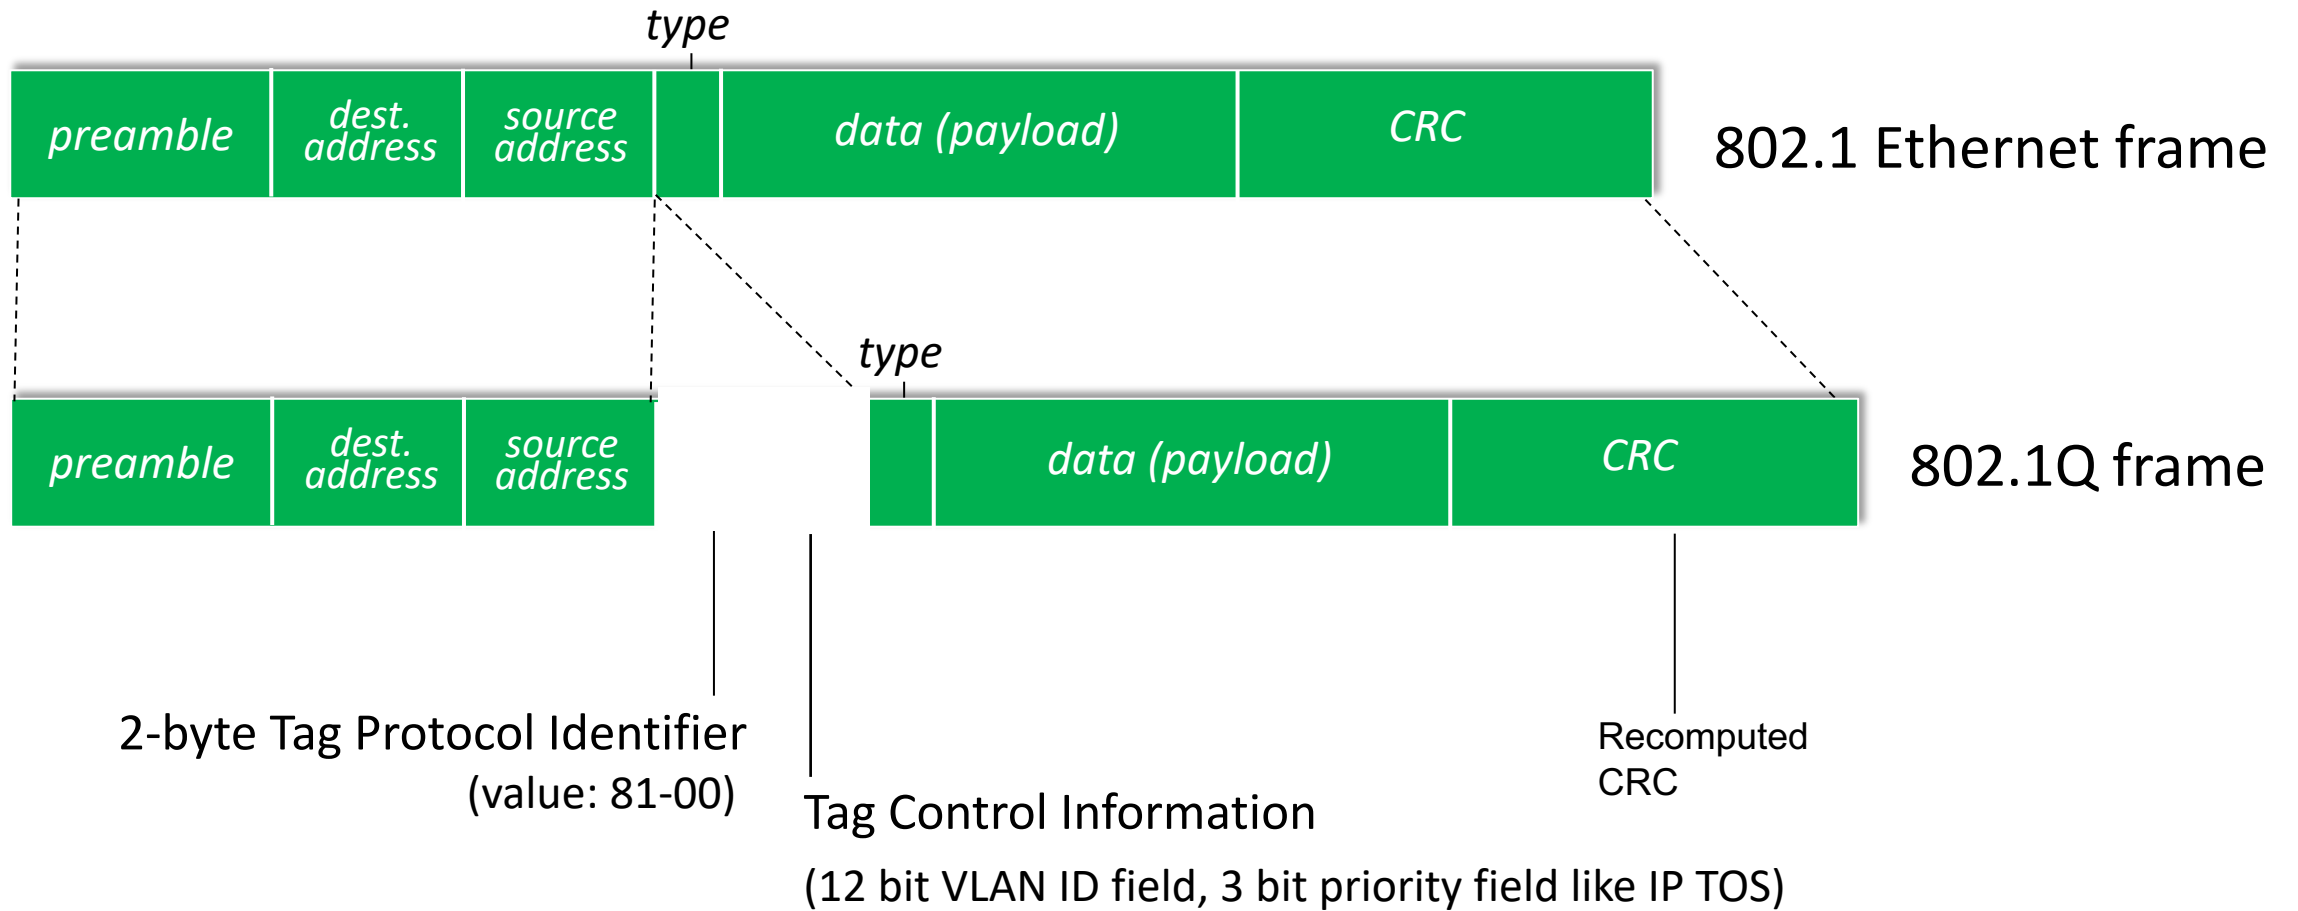 type
preamble
dest.
address
source
address
data (payload)
CRC
802.1 Ethernet frame
type
preamble
dest.
address
source
address
data (payload)
CRC
802.1Q frame
2-byte Tag Protocol Identifier
(value: 81-00)
Recomputed
CRC
Tag Control Information
(12 bit VLAN ID field, 3 bit priority field like IP TOS)